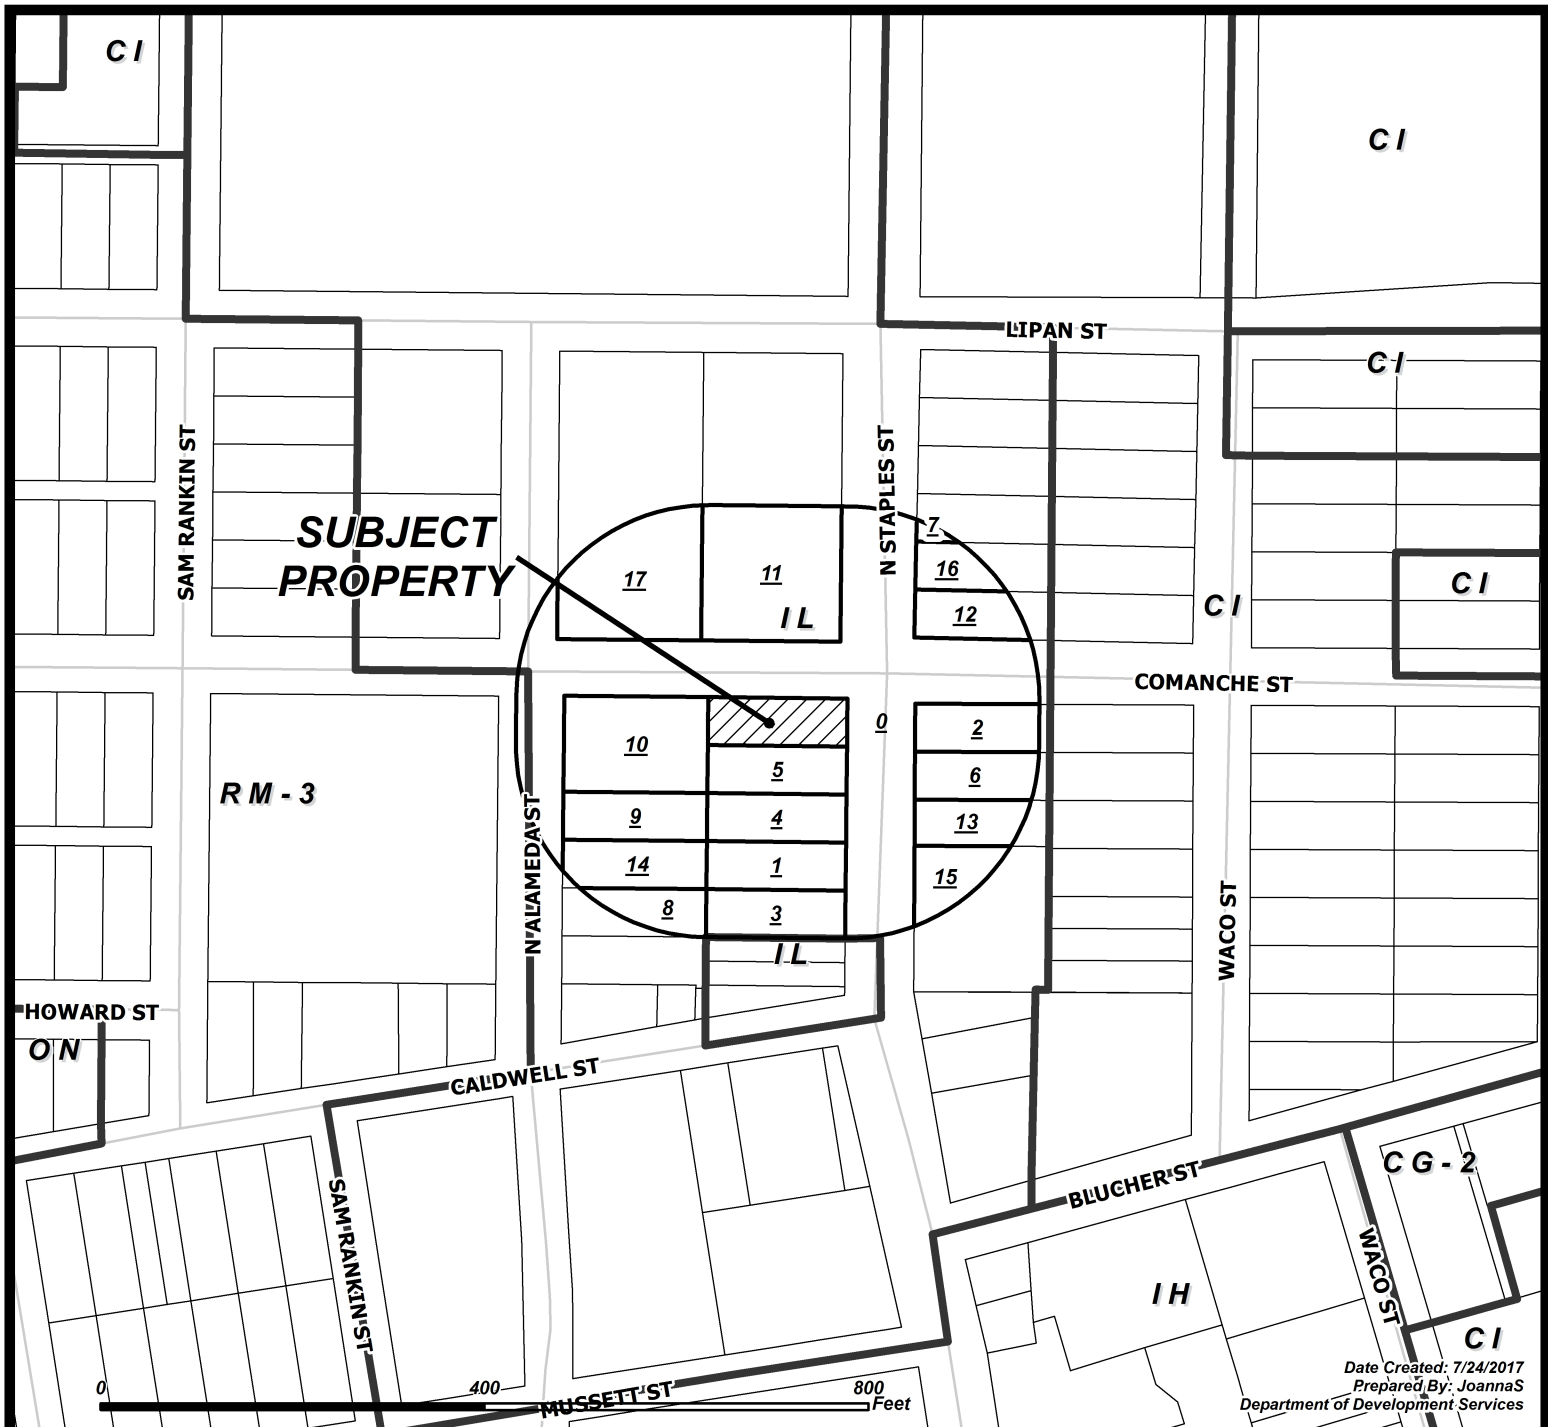 C I
C I
LIPAN ST
C I
SAM RANKIN ST
N STAPLES ST
SUBJECT
PROPERTY
7
17
11
16
I L
12
C I
C I
COMANCHE ST
0
2
10
5
6
RM-3
9
4
13
N ALAMEDA ST
14
1
15
8
3
WACO ST
I L
HOWARD ST
ON
CALDWELL ST
SAM RANKIN ST
BLUCHER ST
CG-2
WACO ST
I H
C I
0 400 800
Feet
MUSSETT ST
Date Created: 7/24/2017
Prepared By: JoannaS
Department of Development Services